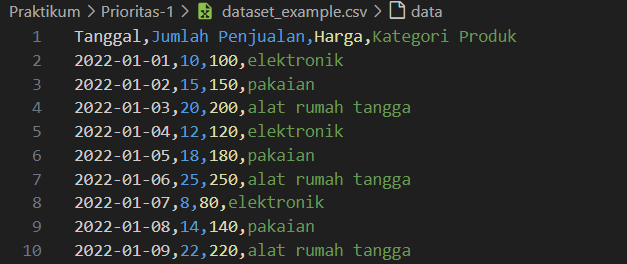 Praktikum > Prioritas-1 > dataset_example.csv > data
1 Tanggal,Jumlah Penjualan,Harga,Kategori Produk
2 2022-01-01,10,100,elektronik
3 2022-01-02,15,150,pakaian
4 2022-01-03,20,200,alat rumah tangga
5 2022-01-04,12,120,elektronik
6 2022-01-05,18,180,pakaian
7 2022-01-06,25,250,alat rumah tangga
8 2022-01-07,8,80,elektronik
9 2022-01-08,14,140,pakaian
10 2022-01-09,22,220,alat rumah tangga